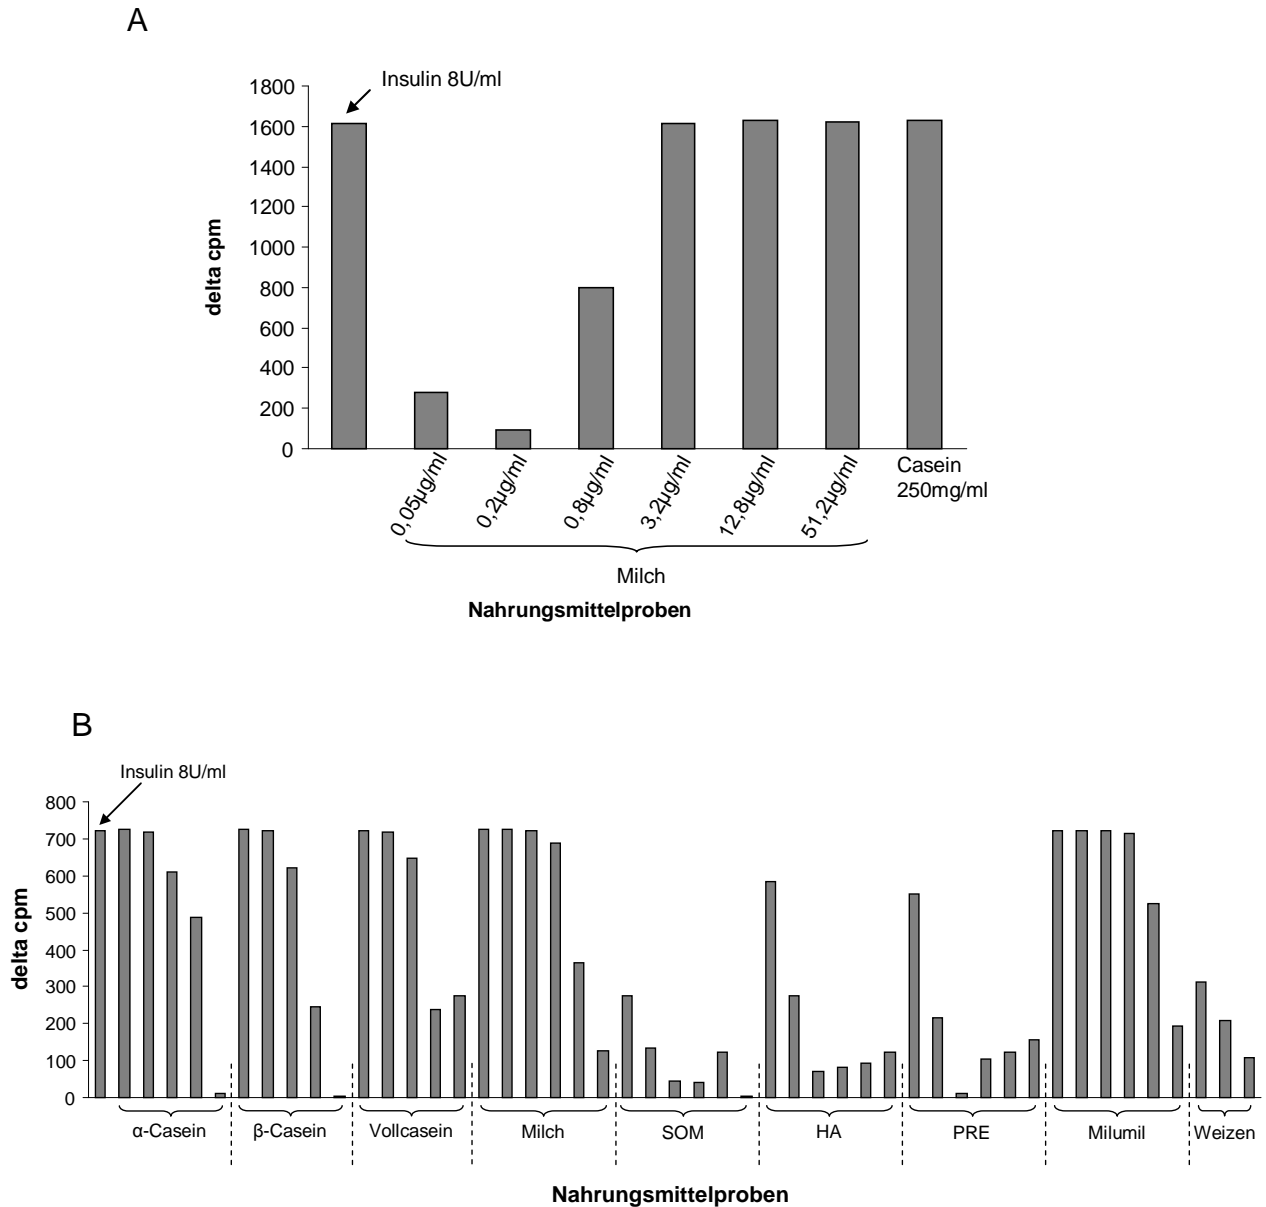 A
Insulin 8U/ml
1800
1600
1400
1200
1000
800
600
400
200
0
delta cpm
0,05µg/ml
0,2µg/ml
0,8µg/ml
3,2µg/ml
12,8µg/ml
51,2µg/ml
Casein
250mg/ml
Milch
Nahrungsmittelproben
B
Insulin 8U/ml
800
700
600
500
400
300
200
100
0
delta cpm
α-Casein
β-Casein
Vollcasein
Milch
SOM
HA
PRE
Milumil
Weizen
Nahrungsmittelproben